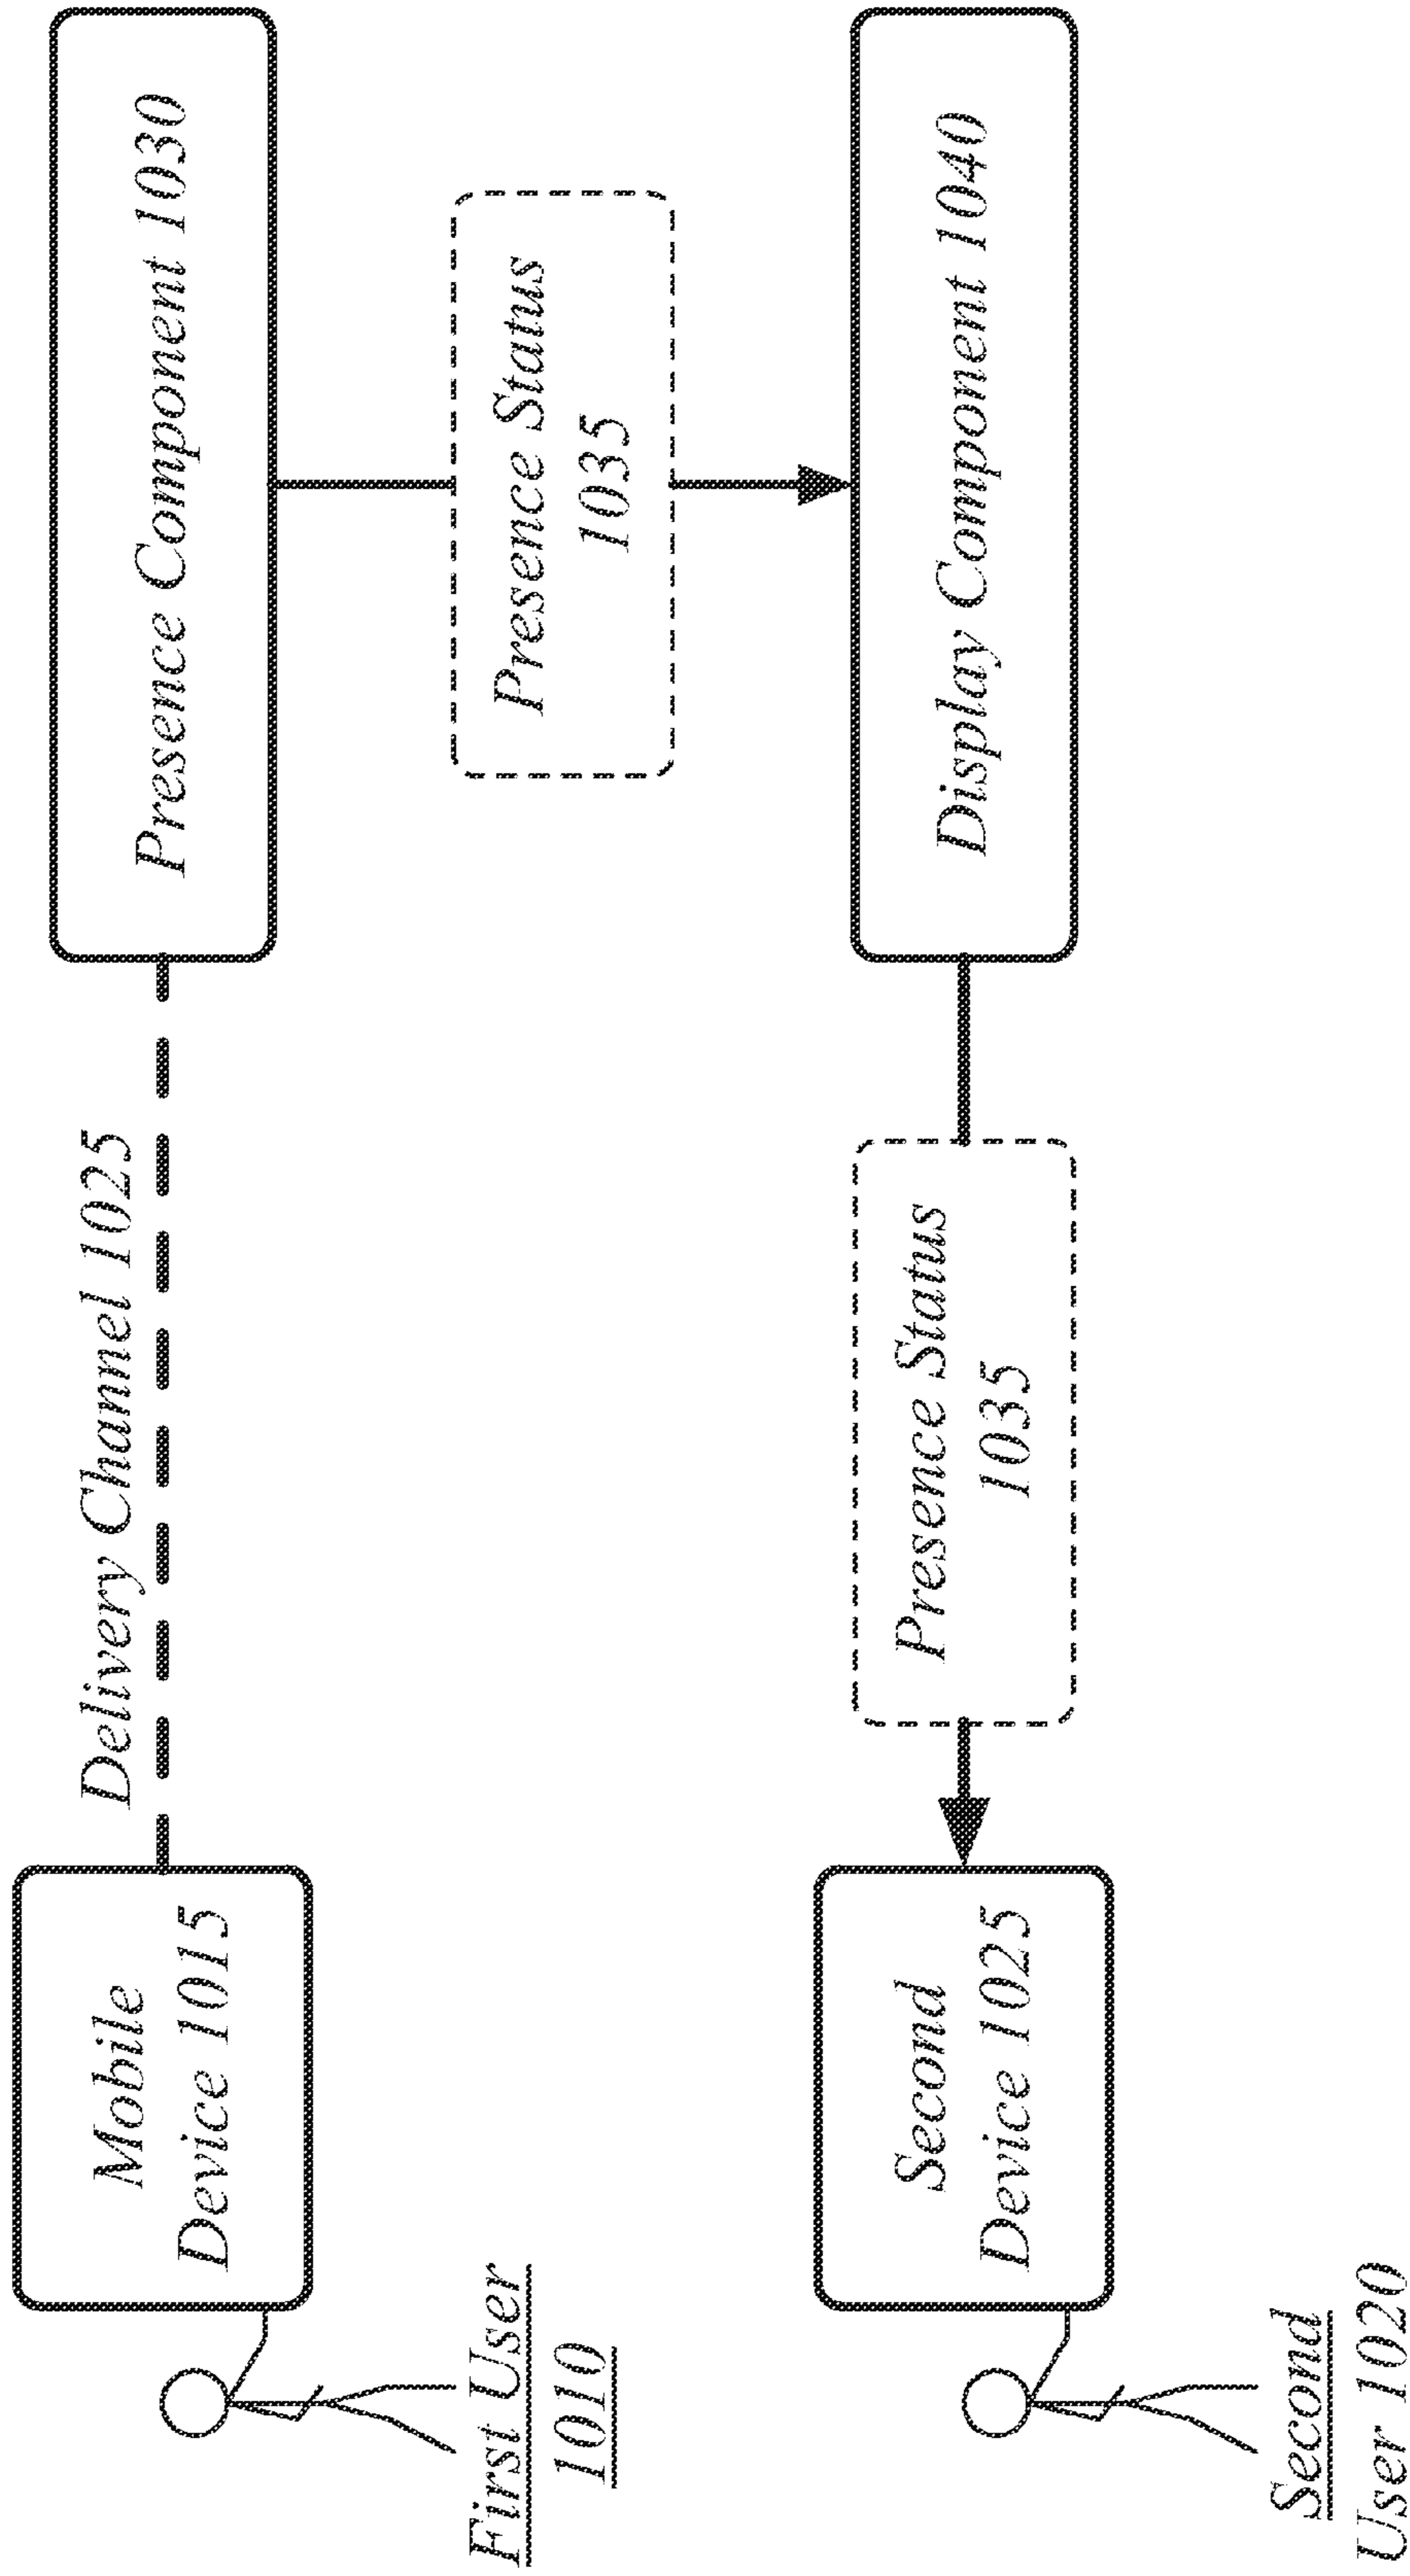 Mobile
Device 1015
Delivery Channel 1025
Presence Component 1030
First User
1010
Presence Status
1035
Second
Device 1025
Presence Status
1035
Display Component 1040
Second
User 1020